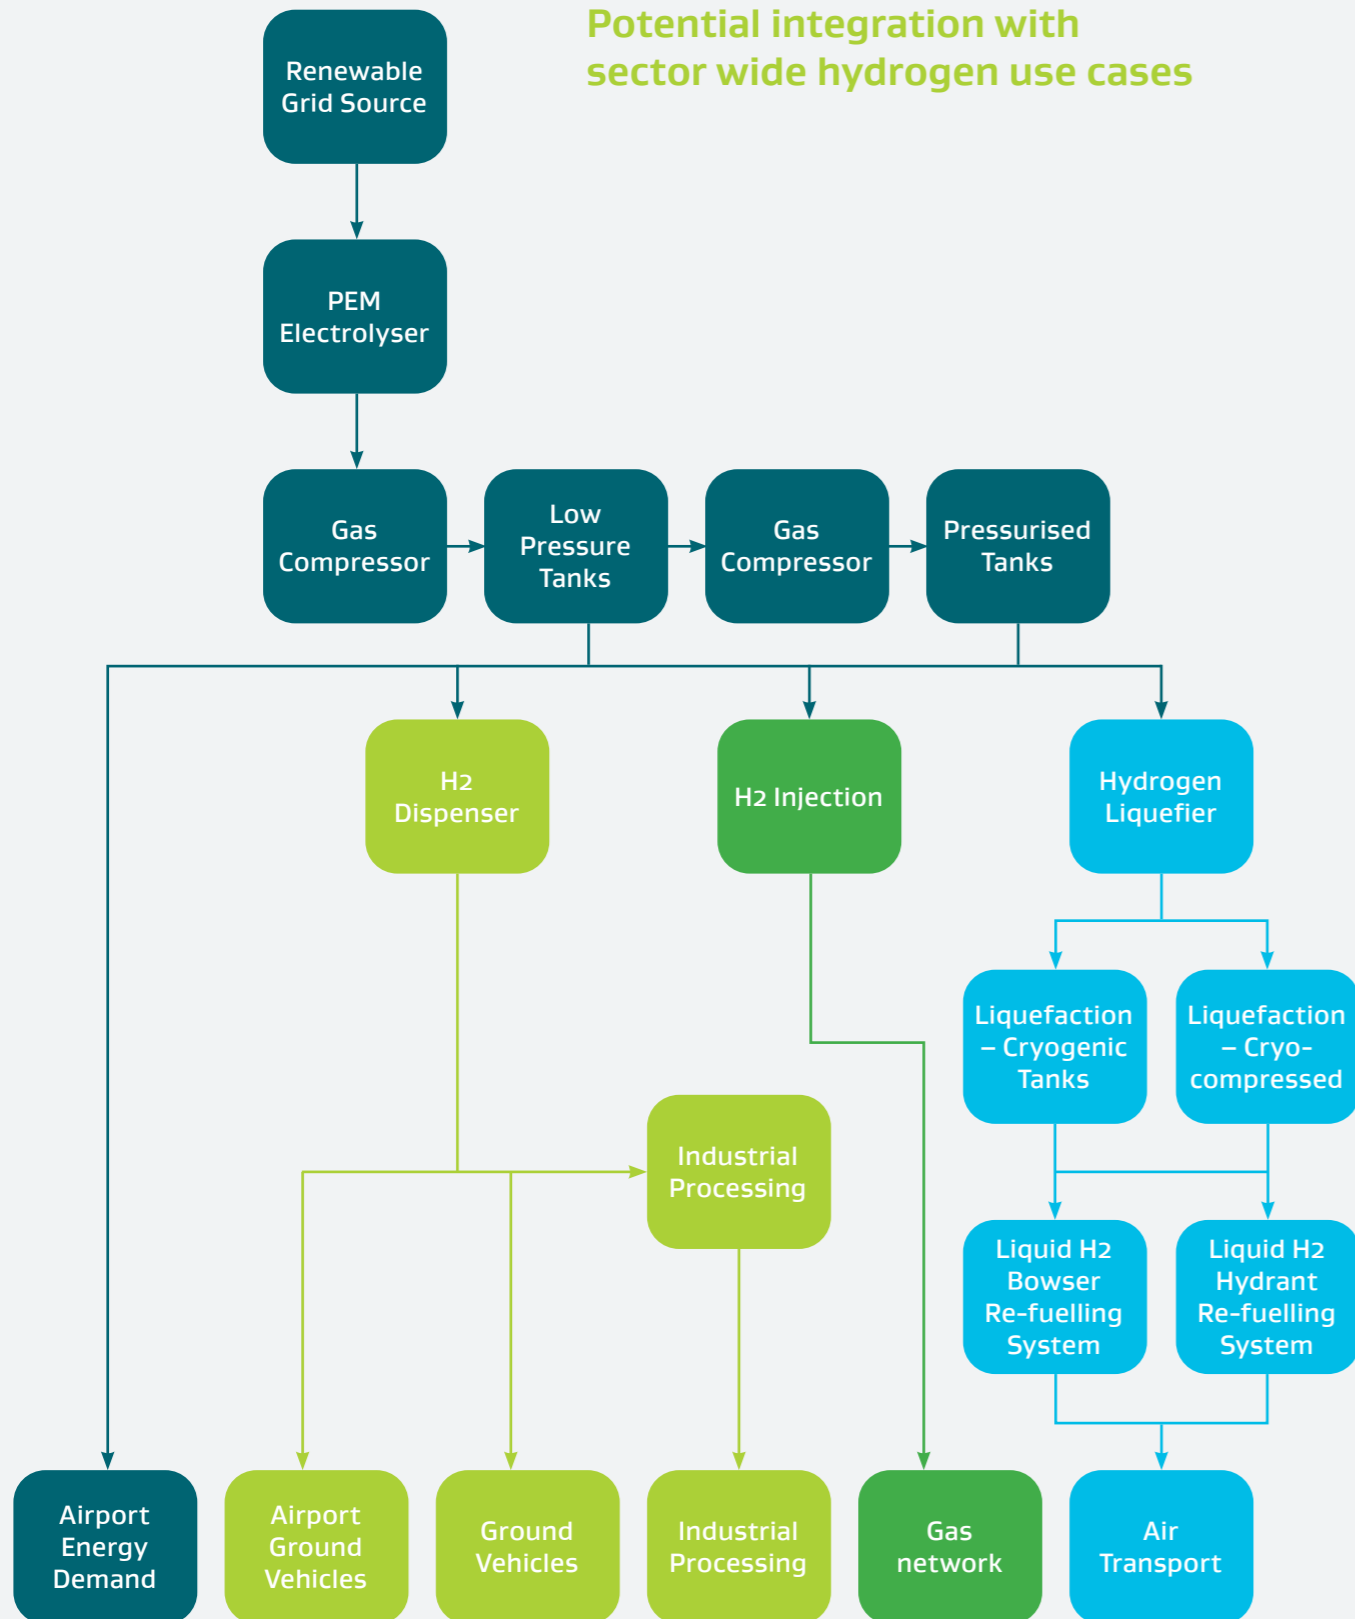 Potential integration with
sector wide hydrogen use cases
Renewable
Grid Source
PEM
Electrolyser
Gas
Compressor
Low
Pressure
Tanks
Gas
Compressor
Pressurised
Tanks
H2
Dispenser
H2 Injection
Hydrogen
Liquefier
Liquefaction
– Cryogenic
Tanks
Liquefaction
– Cryo-
compressed
Industrial
Processing
Liquid H2
Bowser
Re-fuelling
System
Liquid H2
Hydrant
Re-fuelling
System
Airport
Energy
Demand
Airport
Ground
Vehicles
Ground
Vehicles
Industrial
Processing
Gas
network
Air
Transport